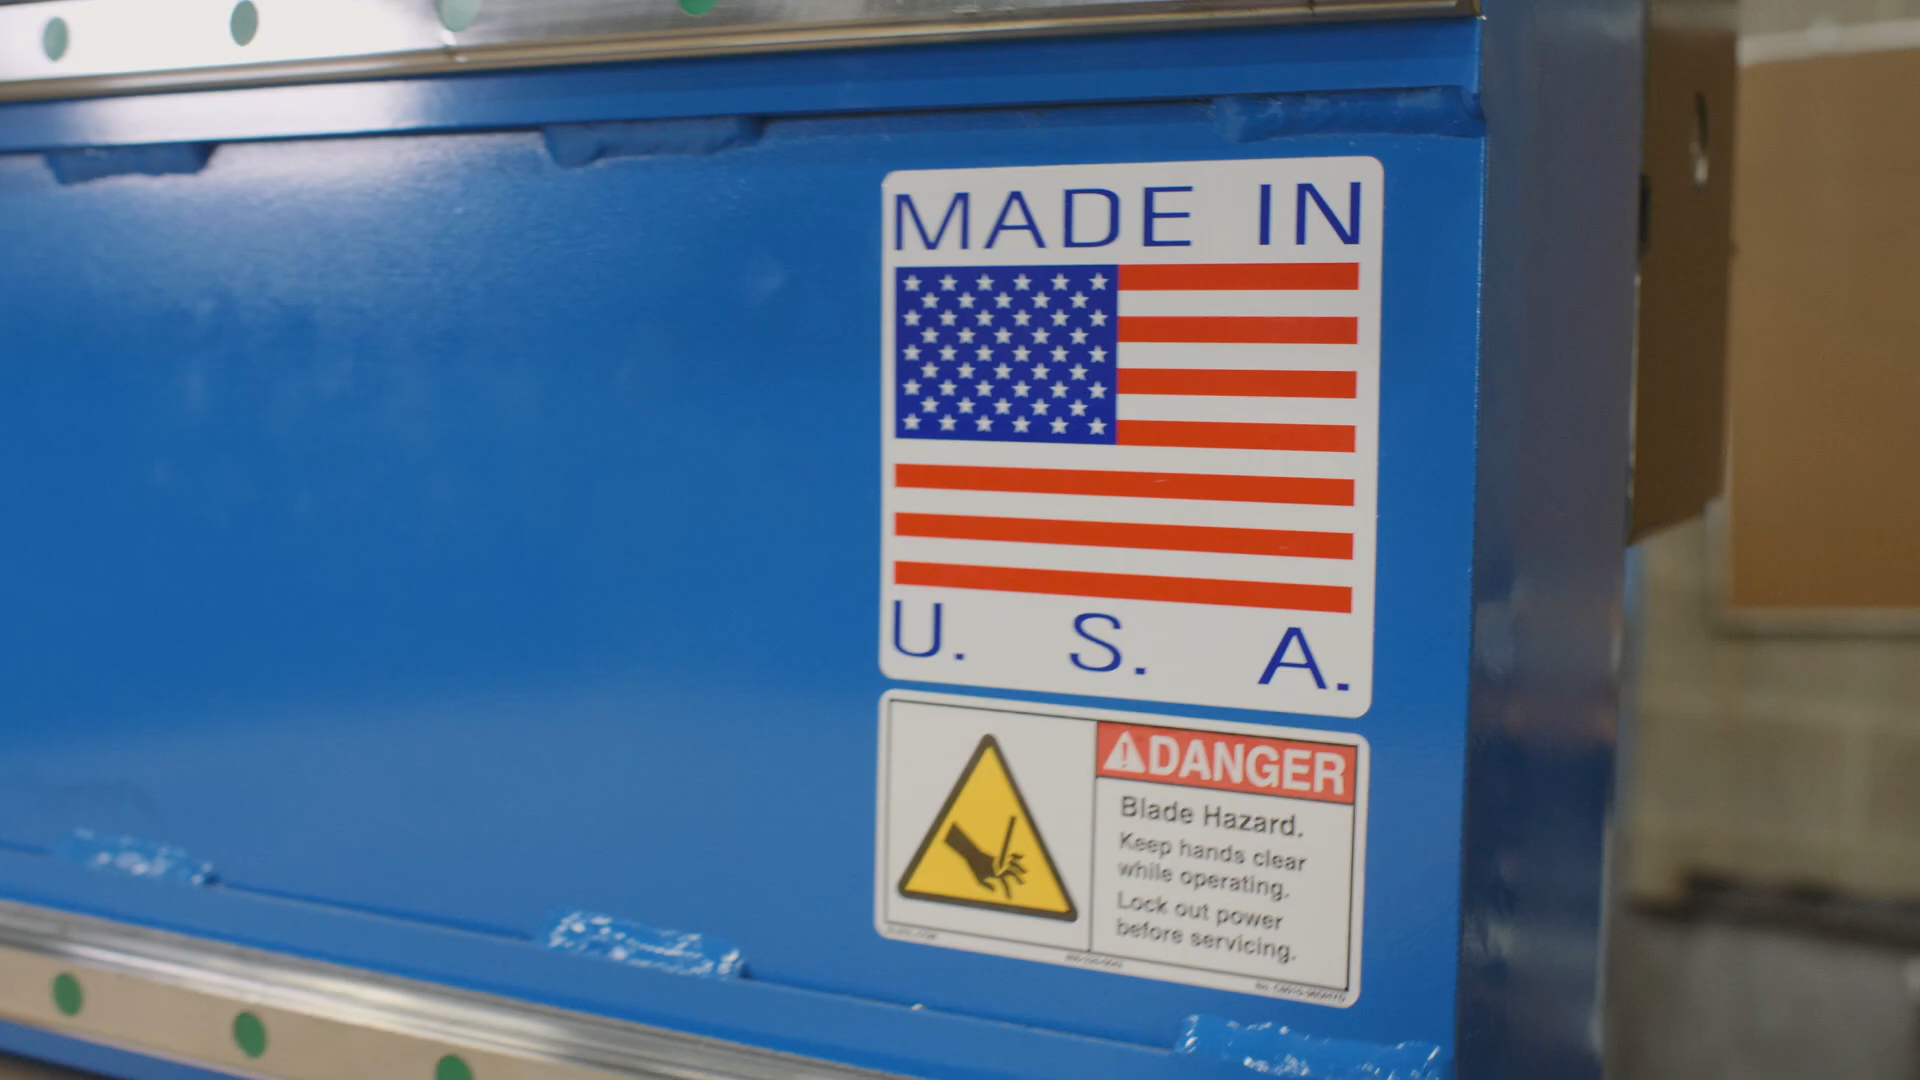 MADE IN
U. S. A.
DANGER
Blade Hazard.
Keep hands clear
while operating.
Lock out power
before servicing.